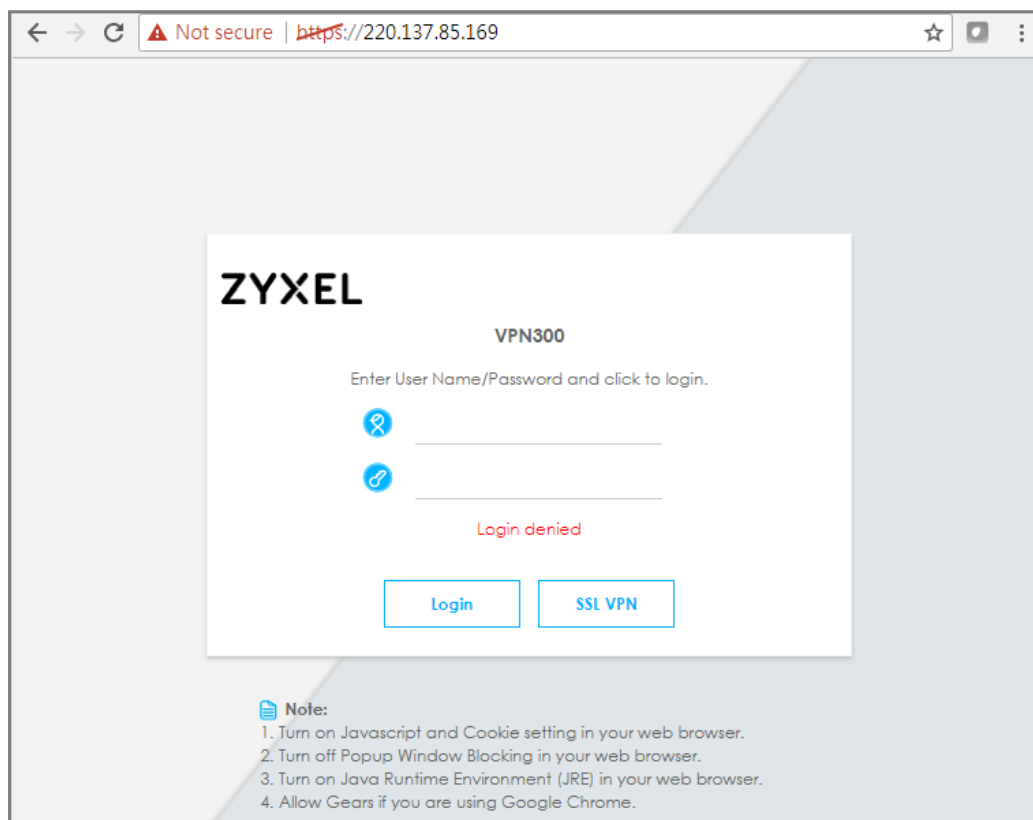 Not secure | https://220.137.85.169
ZYXEL
VPN300
Enter User Name/Password and click to login.
Login denied
Login SSL VPN
Note:
1. Turn on Javascript and Cookie setting in your web browser.
2. Turn off Popup Window Blocking in your web browser.
3. Turn on Java Runtime Environment (JRE) in your web browser.
4. Allow Gears if you are using Google Chrome.